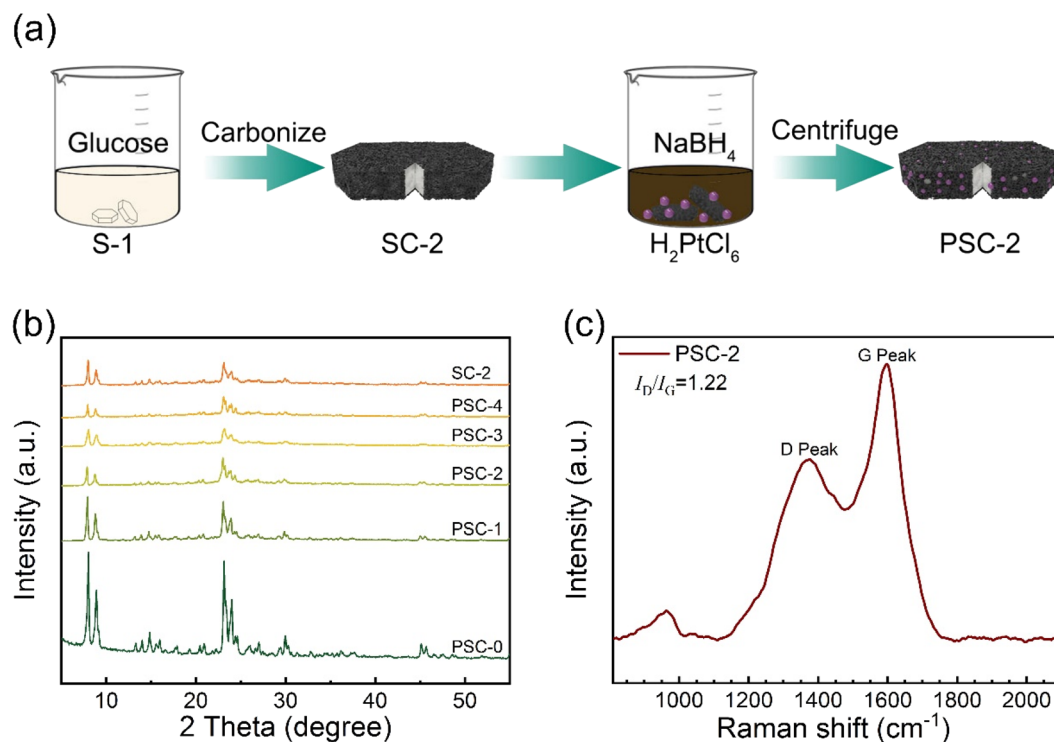 (a)
Glucose
S-1
Carbonize
SC-2
NaBH₄
H₂PtCl₆
Centrifuge
PSC-2
(b)
Intensity (a.u.)
SC-2
PSC-4
PSC-3
PSC-2
PSC-1
PSC-0
10 20 30 40 50
2 Theta (degree)
(c)
Intensity (a.u.)
PSC-2
I_D/I_G=1.22
D Peak
G Peak
1000 1200 1400 1600 1800 2000
Raman shift (cm⁻¹)